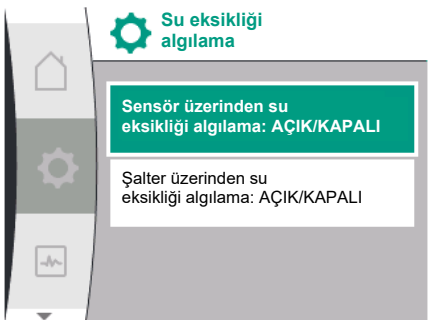 Su eksikliği
algılama
Sensör üzerinden su
eksikliği algılama: AÇIK/KAPALI
Şalter üzerinden su
eksikliği algılama: AÇIK/KAPALI